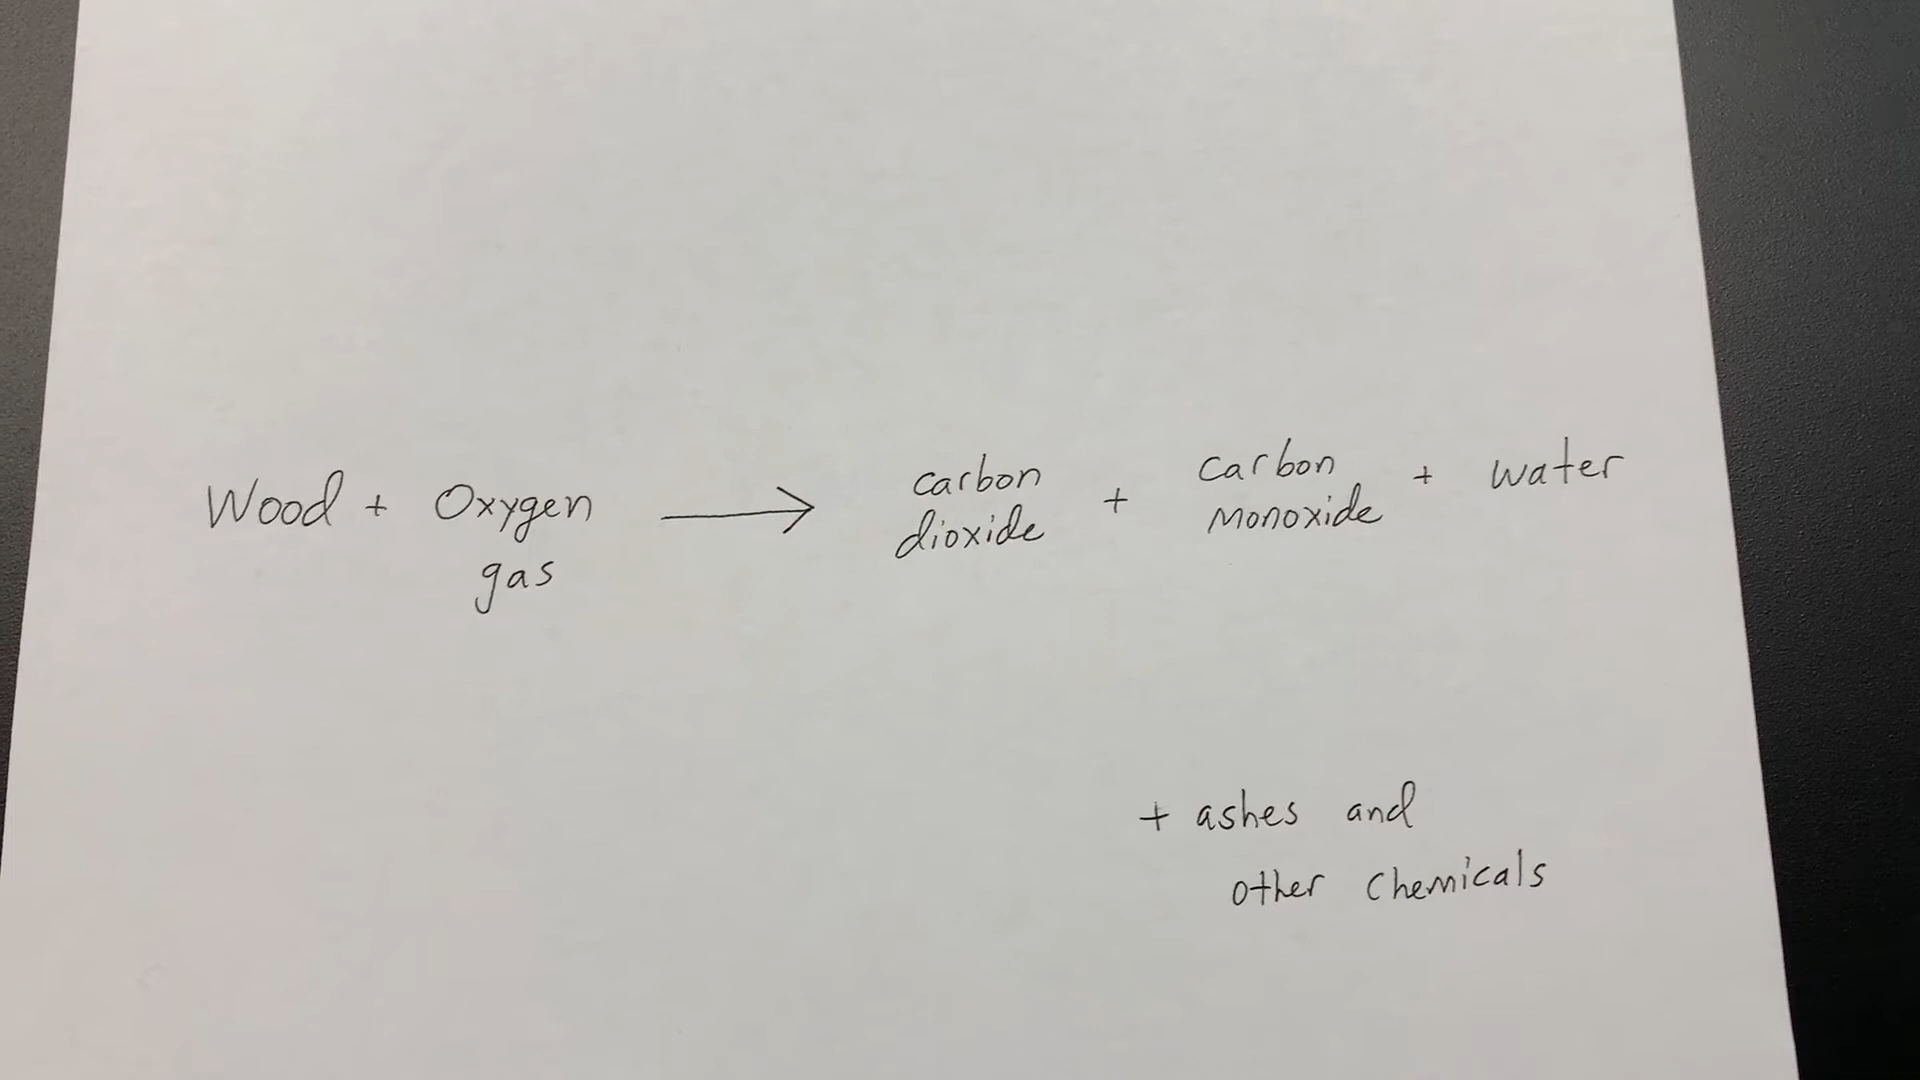 Wood + Oxygen gas → carbon dioxide + carbon monoxide + water
+ ashes and
other chemicals